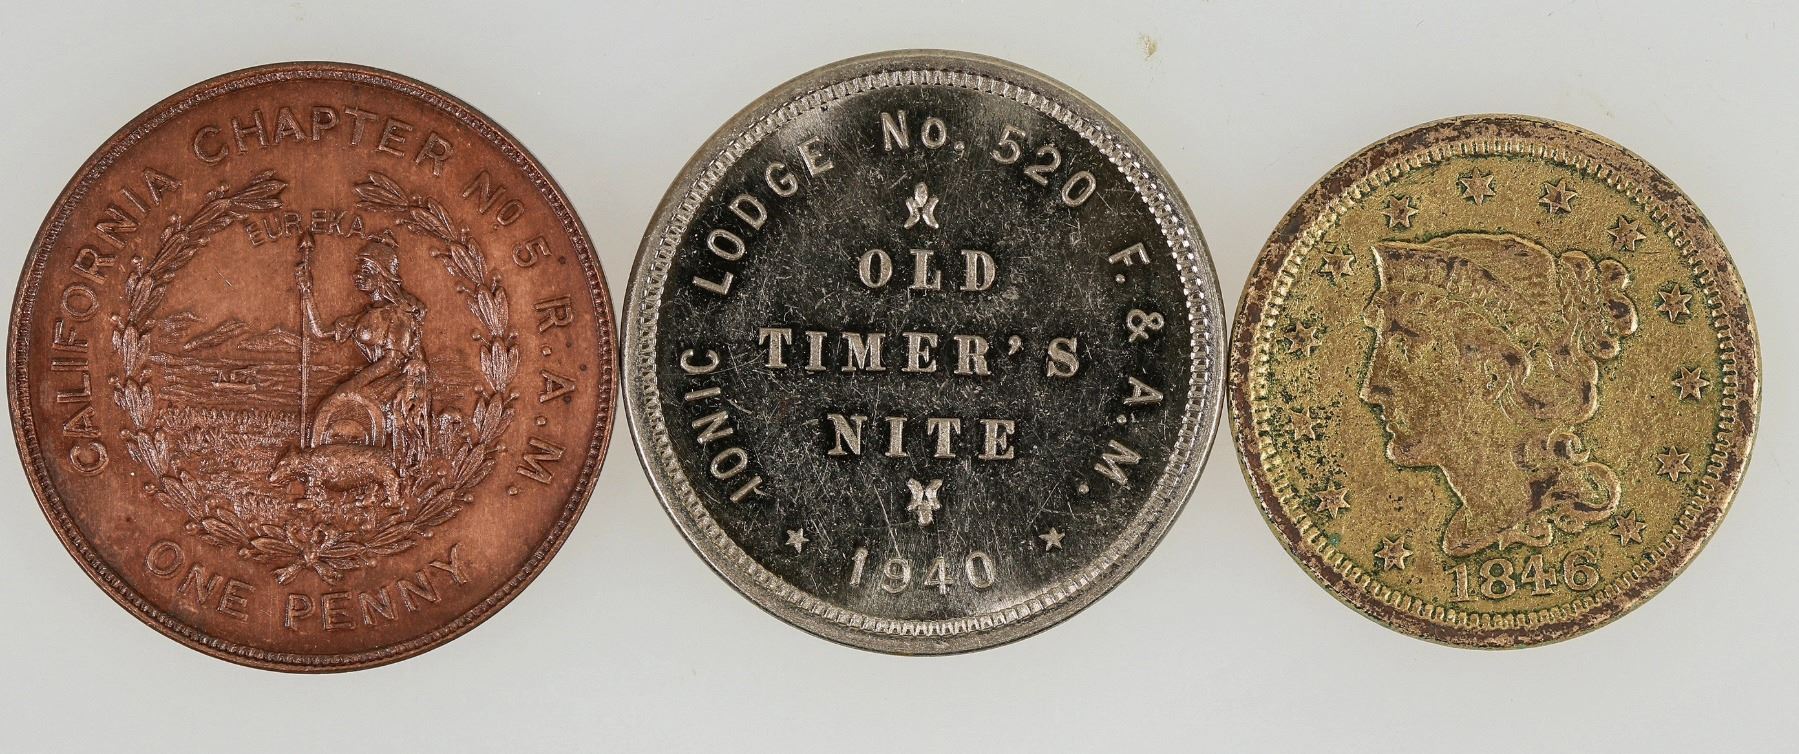 CALIFORNIA CHAPTER No 5 R.A.M.
EUREKA
ONE PENNY
IONIC LODGE No. 520 F. & A.M.
OLD
TIMER'S
NITE
1940
1846